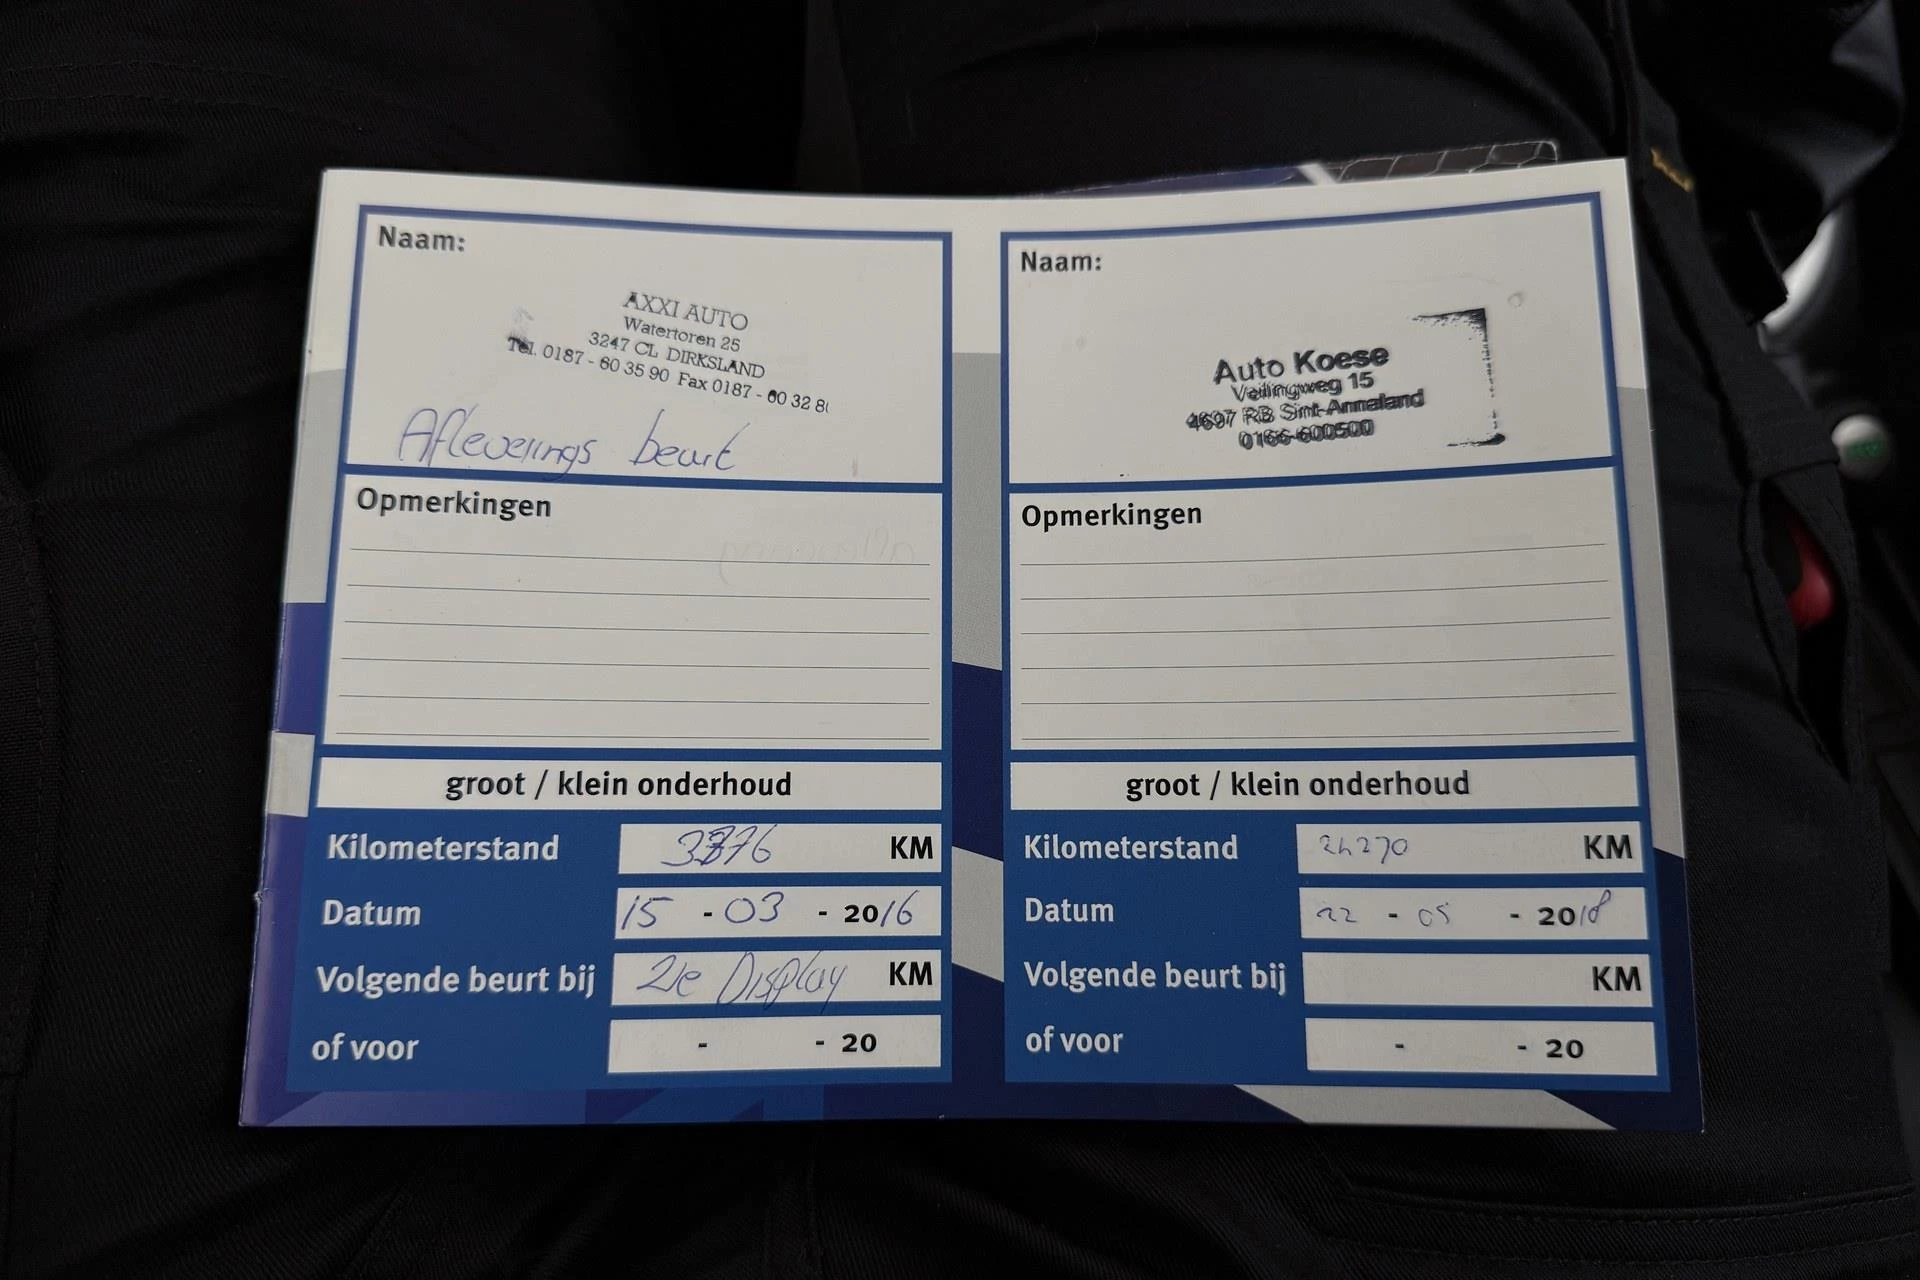 Naam:
AXXI AUTO
Watertoren 25
3247 CL DIRKSLAND
Tel. 0187 - 60 35 90 Fax 0187 - 60 32 8
Afleverings beurt
Opmerkingen
groot / klein onderhoud
Kilometerstand 3376 KM
Datum 15 - 03 - 2016
Volgende beurt bij zie Display KM
of voor - - 20
Naam:
Auto Koese
Veilingweg 15
4697 RB Sint-Annaland
0166-600500
Opmerkingen
groot / klein onderhoud
Kilometerstand 24270 KM
Datum 22 - 05 - 2018
Volgende beurt bij KM
of voor - - 20